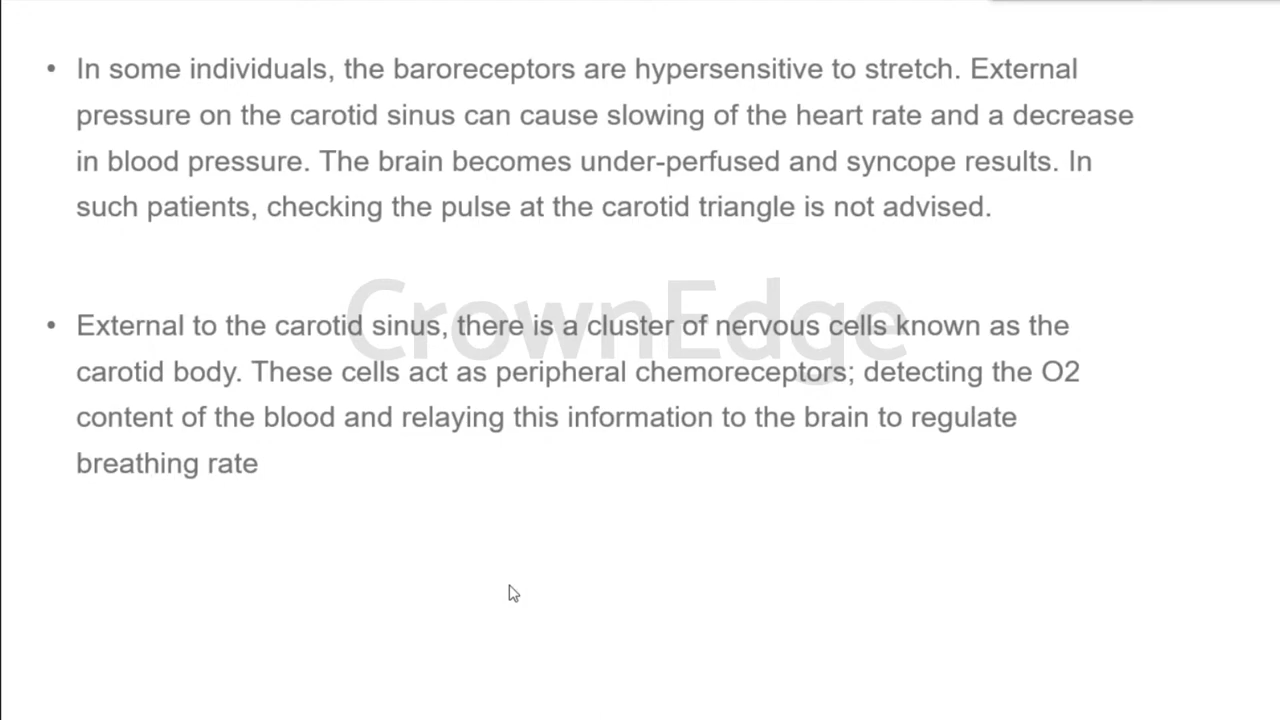 • In some individuals, the baroreceptors are hypersensitive to stretch. External
pressure on the carotid sinus can cause slowing of the heart rate and a decrease
in blood pressure. The brain becomes under-perfused and syncope results. In
such patients, checking the pulse at the carotid triangle is not advised.
CrownEdge
• External to the carotid sinus, there is a cluster of nervous cells known as the
carotid body. These cells act as peripheral chemoreceptors; detecting the O2
content of the blood and relaying this information to the brain to regulate
breathing rate